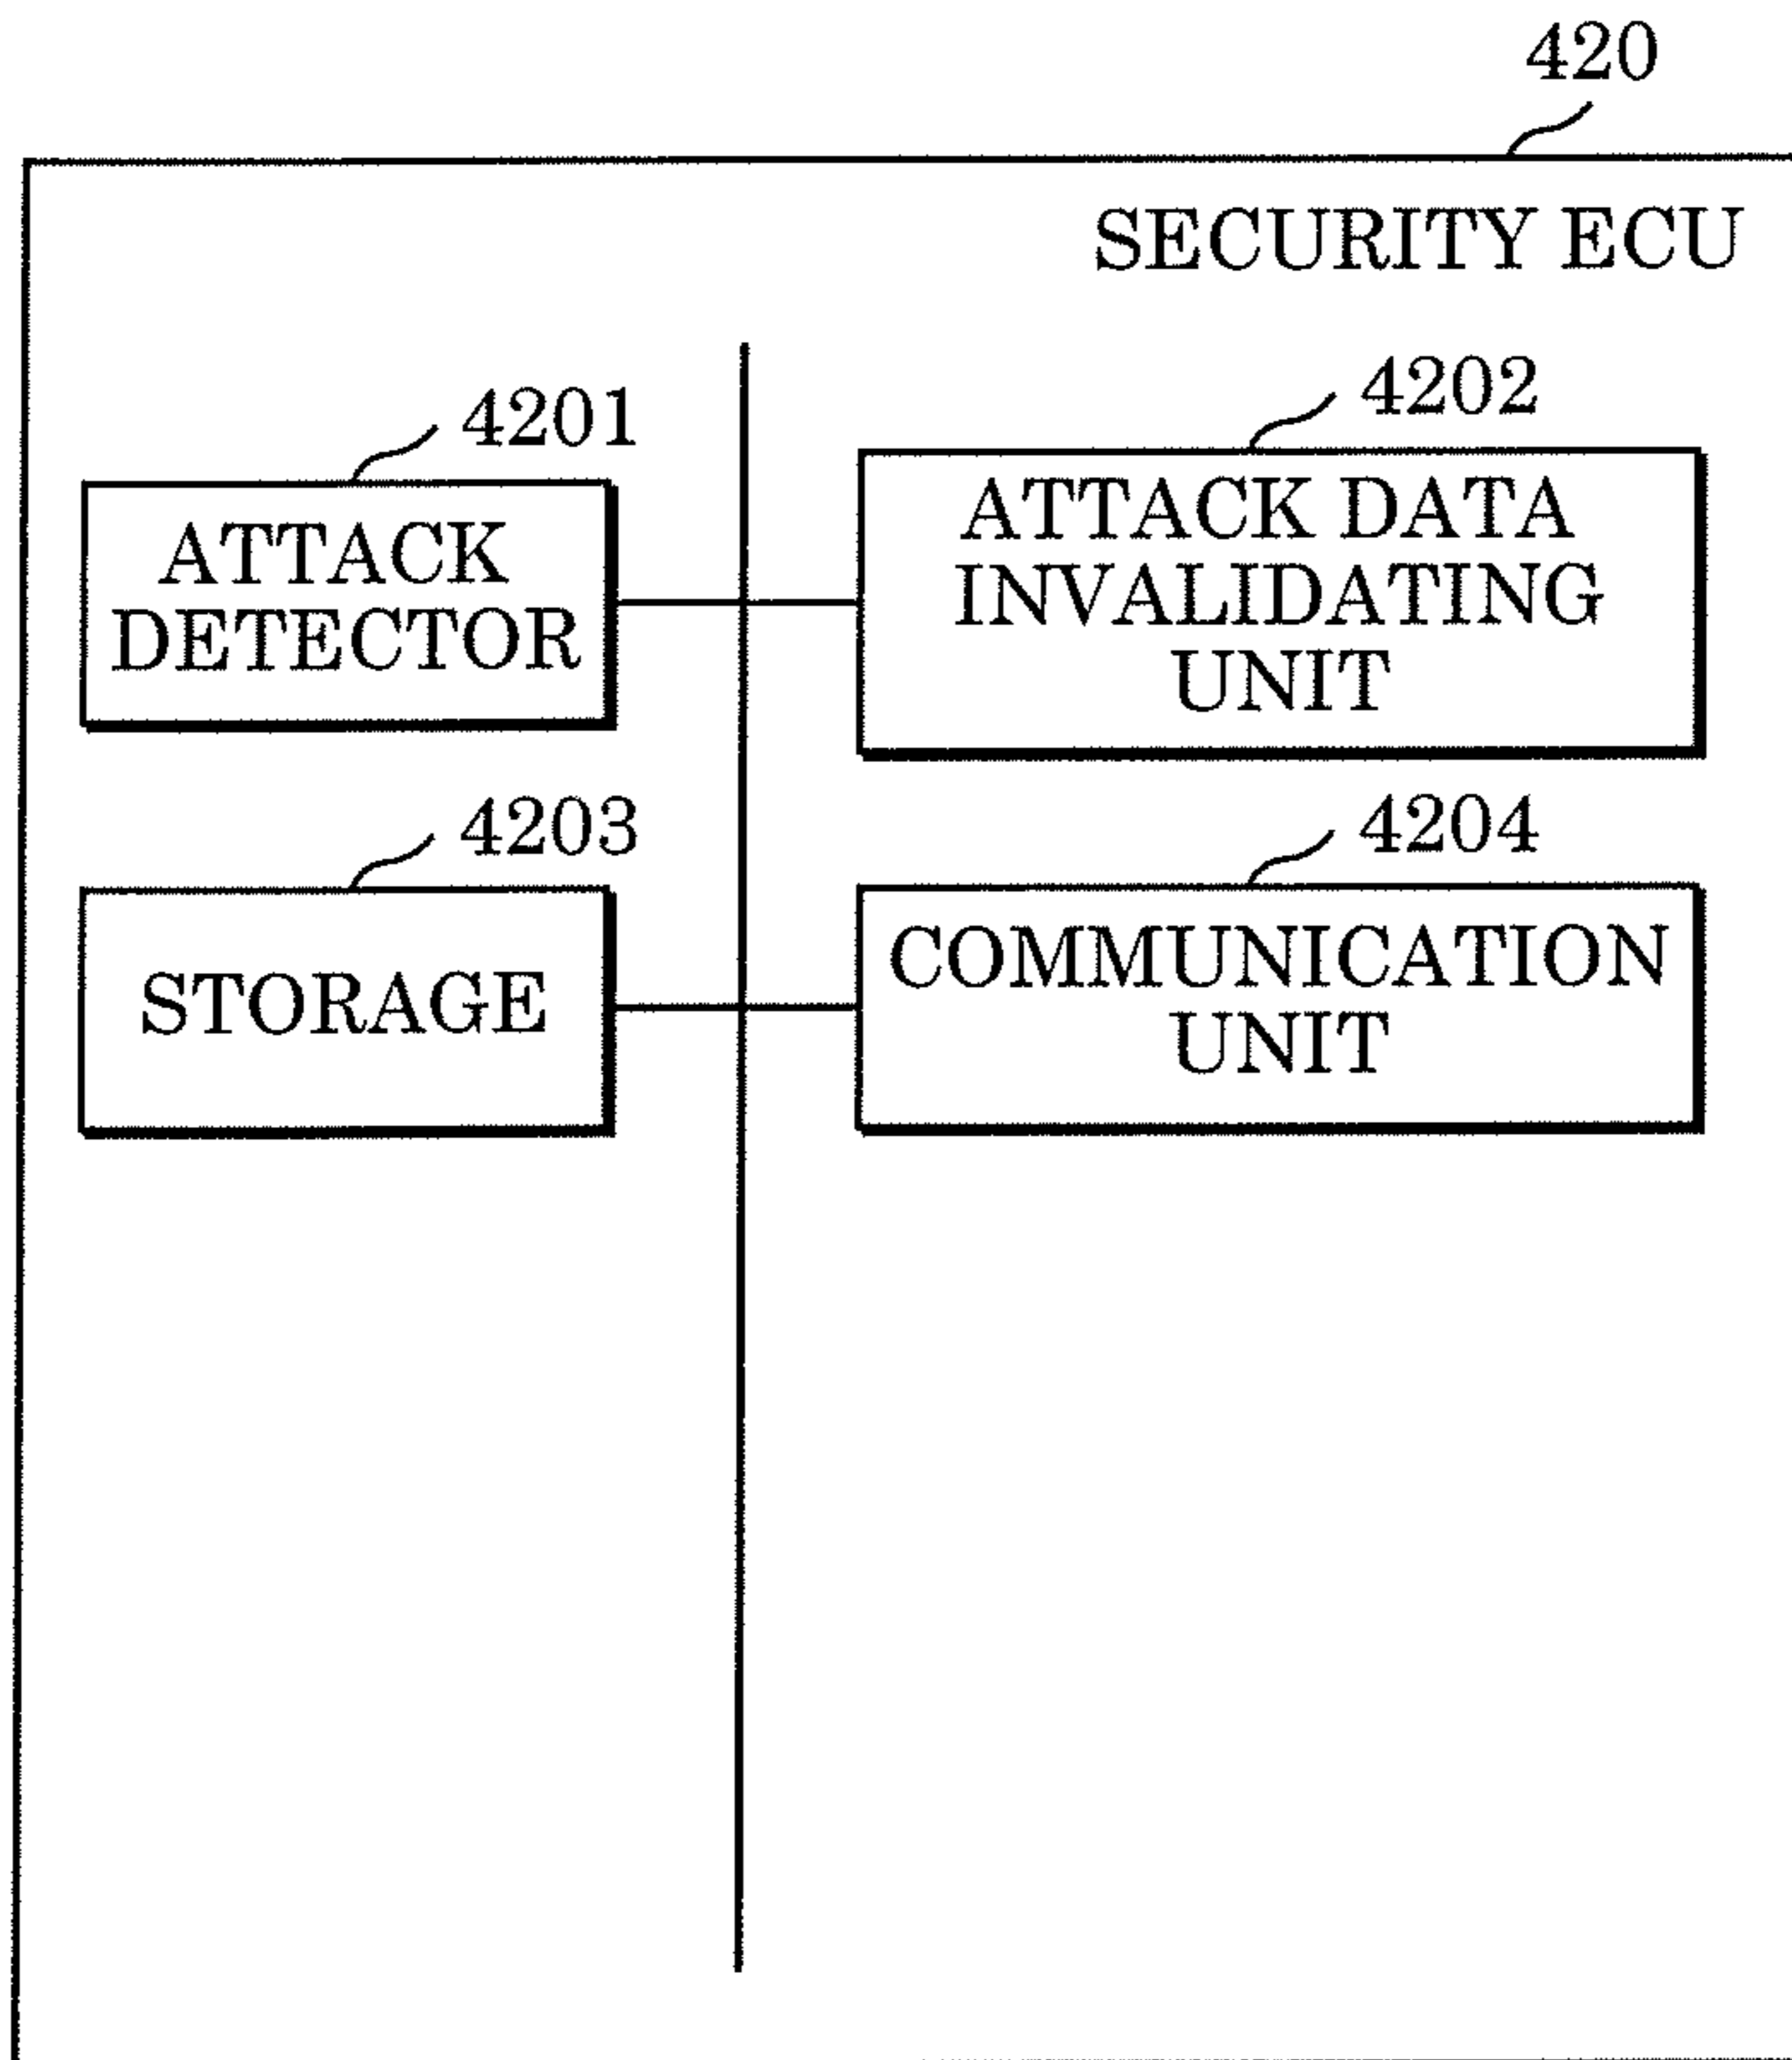 420
SECURITY ECU
4201
ATTACK
DETECTOR
4202
ATTACK DATA
INVALIDATING
UNIT
4203
STORAGE
4204
COMMUNICATION
UNIT